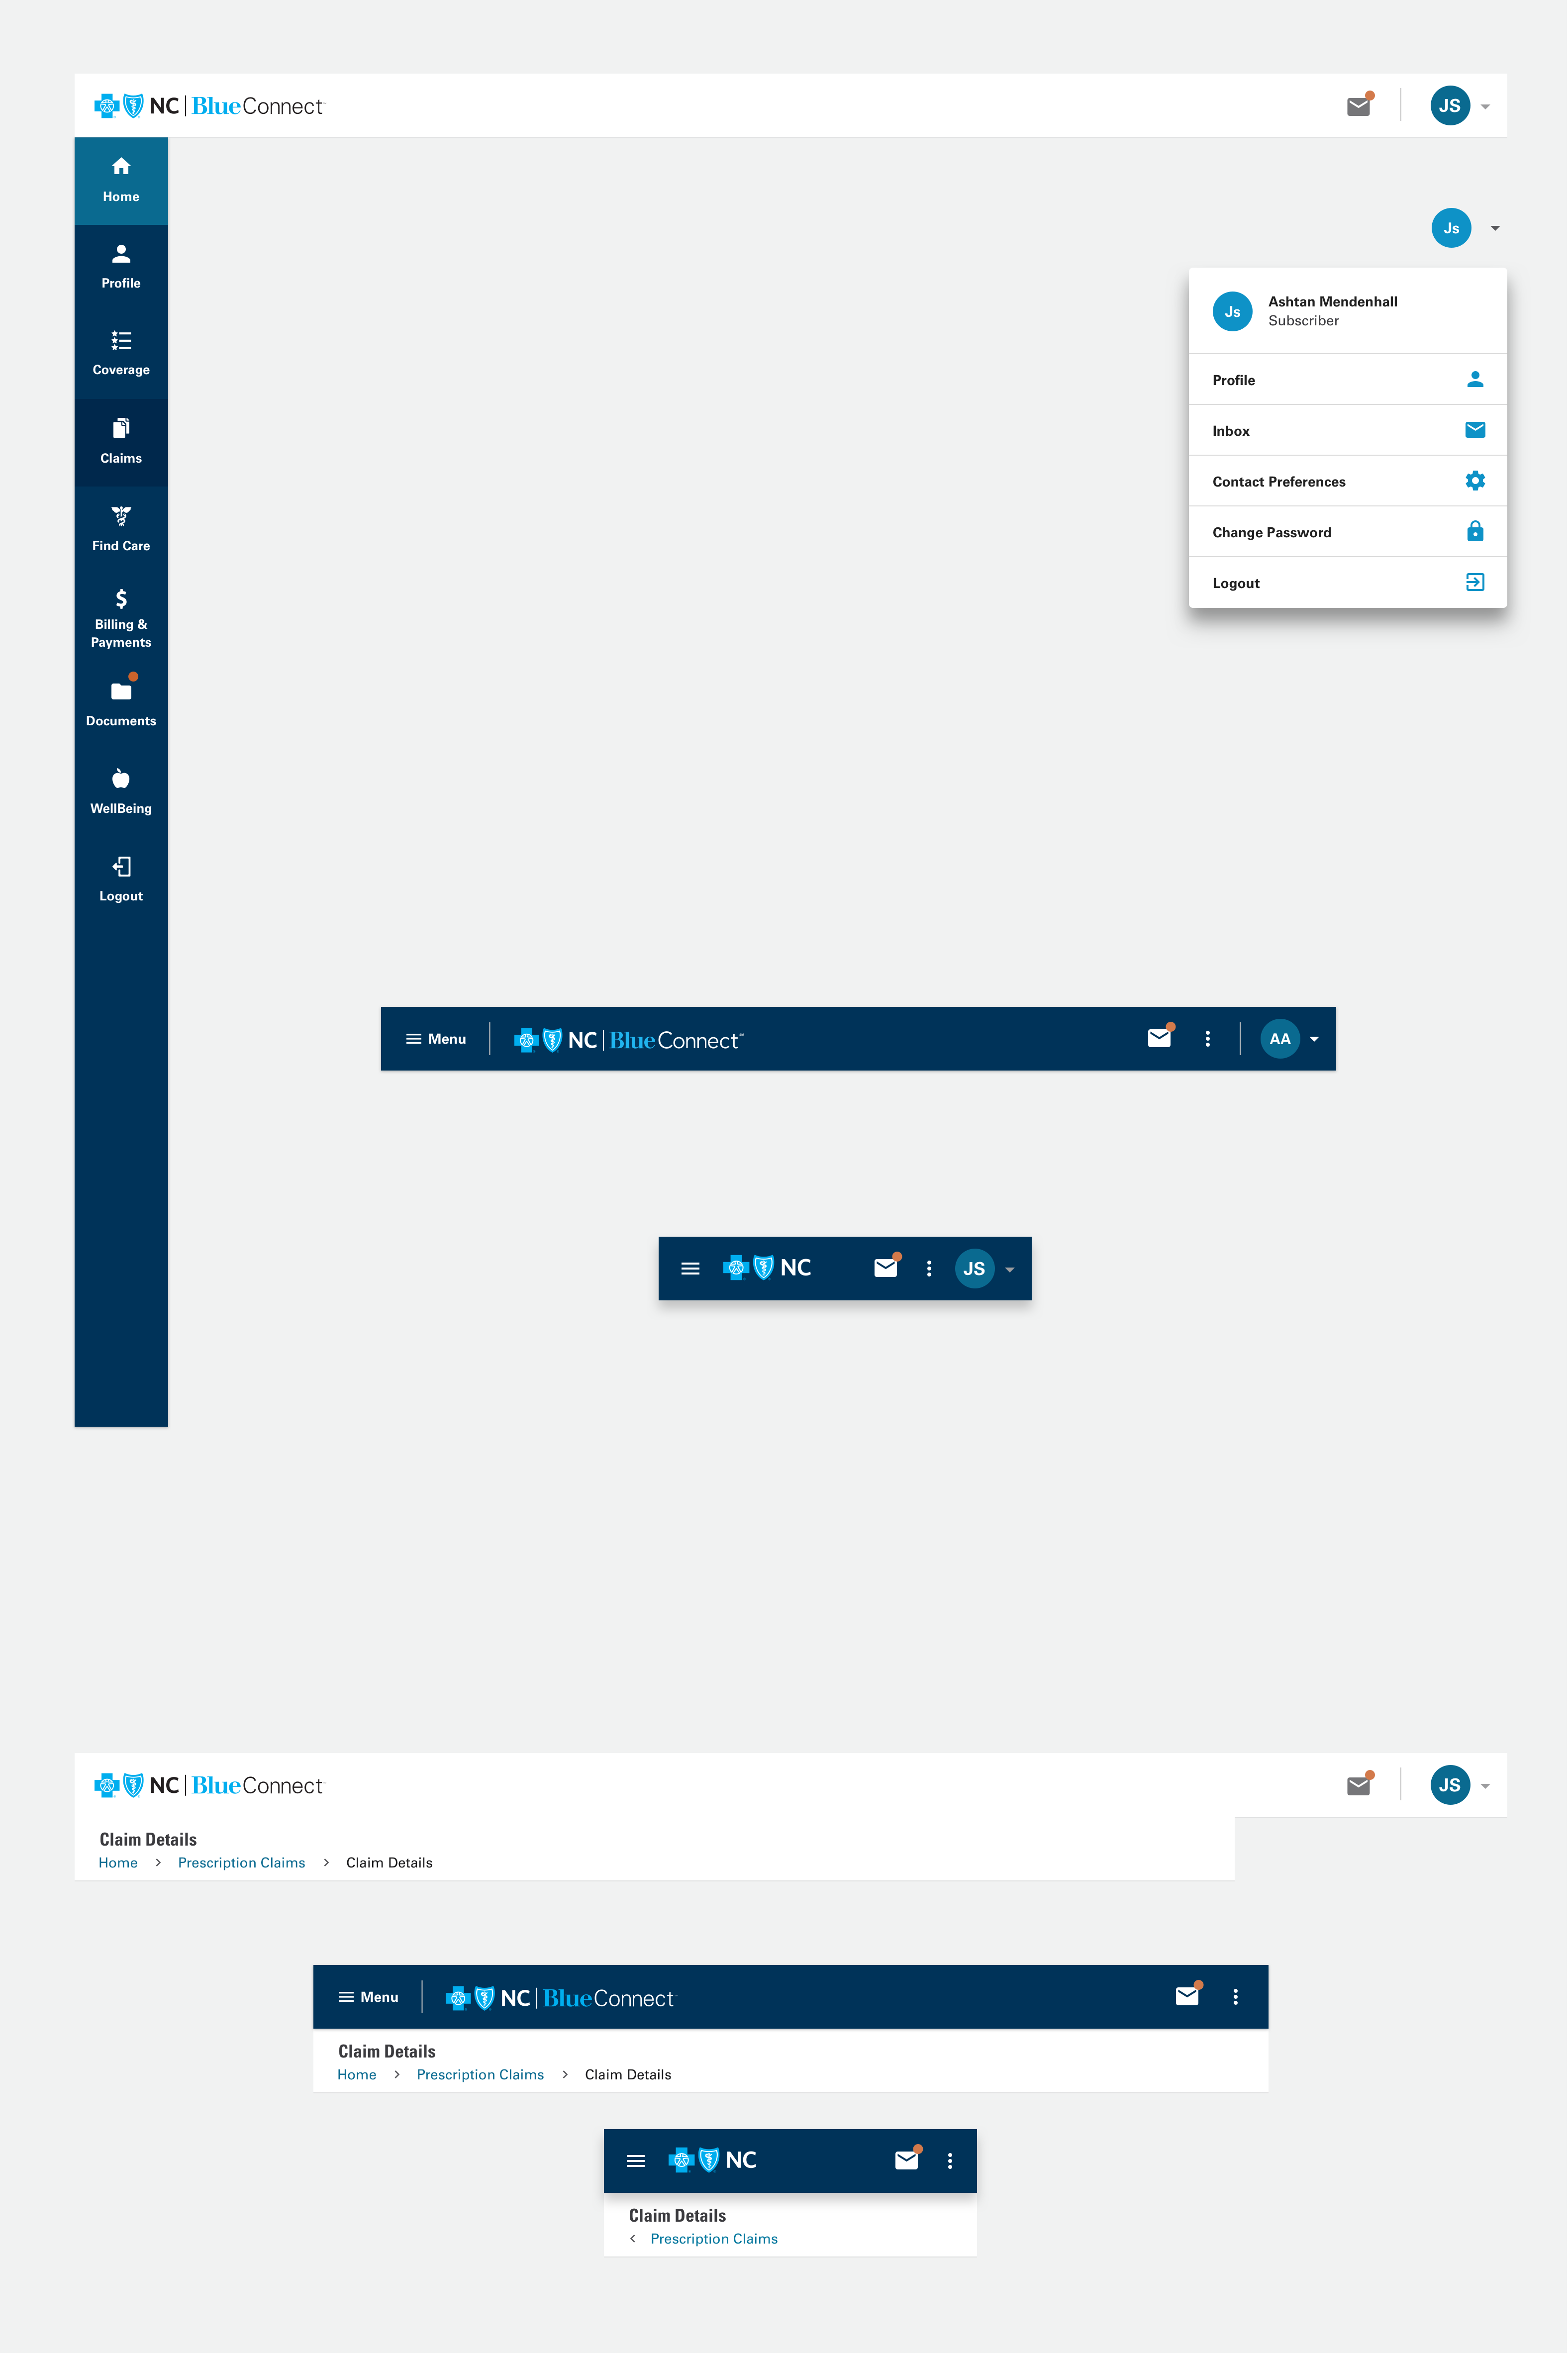 NC | BlueConnect
JS
Home
Profile
Coverage
Claims
Find Care
$
Billing &
Payments
Documents
WellBeing
Logout
Js
Js
Ashtan Mendenhall
Subscriber
Profile
Inbox
Contact Preferences
Change Password
Logout
Menu
NC | BlueConnect℠
AA
NC
JS
NC | BlueConnect
JS
Claim Details
Home > Prescription Claims > Claim Details
Menu
NC | BlueConnect
Claim Details
Home > Prescription Claims > Claim Details
NC
Claim Details
< Prescription Claims